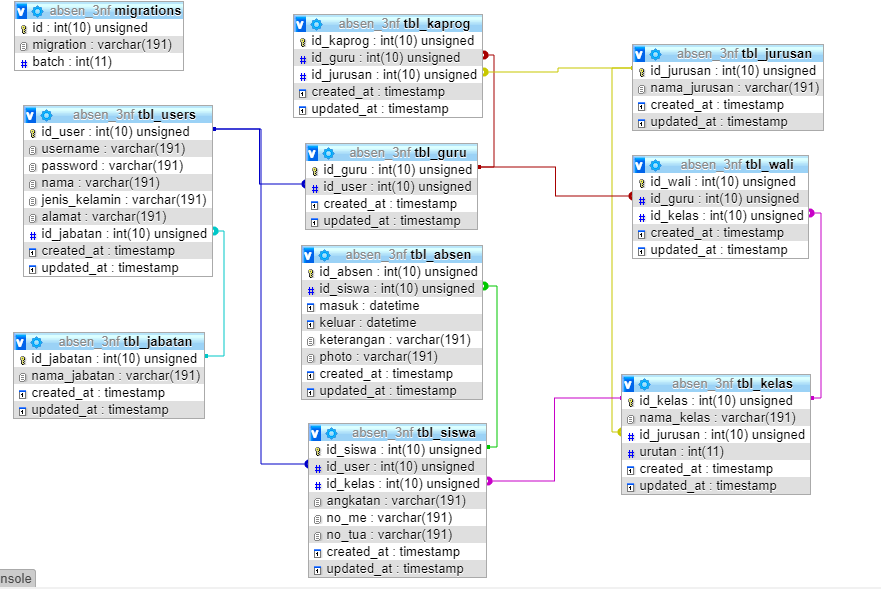 absen_3nf migrations
id : int(10) unsigned
migration : varchar(191)
batch : int(11)
absen_3nf tbl_kaprog
id_kaprog : int(10) unsigned
id_guru : int(10) unsigned
id_jurusan : int(10) unsigned
created_at : timestamp
updated_at : timestamp
absen_3nf tbl_jurusan
id_jurusan : int(10) unsigned
nama_jurusan : varchar(191)
created_at : timestamp
updated_at : timestamp
absen_3nf tbl_users
id_user : int(10) unsigned
username : varchar(191)
password : varchar(191)
nama : varchar(191)
jenis_kelamin : varchar(191)
alamat : varchar(191)
id_jabatan : int(10) unsigned
created_at : timestamp
updated_at : timestamp
absen_3nf tbl_guru
id_guru : int(10) unsigned
id_user : int(10) unsigned
created_at : timestamp
updated_at : timestamp
absen_3nf tbl_wali
id_wali : int(10) unsigned
id_guru : int(10) unsigned
id_kelas : int(10) unsigned
created_at : timestamp
updated_at : timestamp
absen_3nf tbl_absen
id_absen : int(10) unsigned
id_siswa : int(10) unsigned
masuk : datetime
keluar : datetime
keterangan : varchar(191)
photo : varchar(191)
created_at : timestamp
updated_at : timestamp
absen_3nf tbl_jabatan
id_jabatan : int(10) unsigned
nama_jabatan : varchar(191)
created_at : timestamp
updated_at : timestamp
absen_3nf tbl_kelas
id_kelas : int(10) unsigned
nama_kelas : varchar(191)
id_jurusan : int(10) unsigned
urutan : int(11)
created_at : timestamp
updated_at : timestamp
absen_3nf tbl_siswa
id_siswa : int(10) unsigned
id_user : int(10) unsigned
id_kelas : int(10) unsigned
angkatan : varchar(191)
no_me : varchar(191)
no_tua : varchar(191)
created_at : timestamp
updated_at : timestamp
nsole